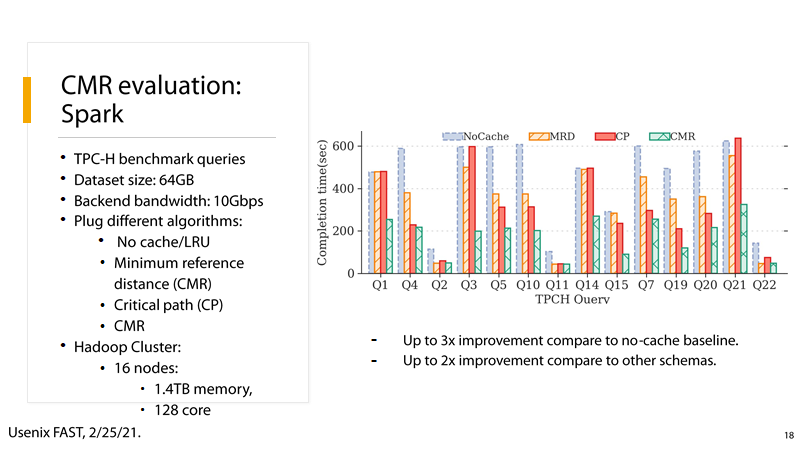 CMR evaluation:
Spark
• TPC-H benchmark queries
• Dataset size: 64GB
• Backend bandwidth: 10Gbps
• Plug different algorithms:
• No cache/LRU
• Minimum reference
distance (CMR)
• Critical path (CP)
• CMR
• Hadoop Cluster:
• 16 nodes:
• 1.4TB memory,
• 128 core
NoCache MRD CP CMR
Completion time(sec)
600
400
200
0
Q1 Q4 Q2 Q3 Q5 Q10 Q11 Q14 Q15 Q7 Q19 Q20 Q21 Q22
TPCH Query
- Up to 3x improvement compare to no-cache baseline.
- Up to 2x improvement compare to other schemas.
Usenix FAST, 2/25/21.
18